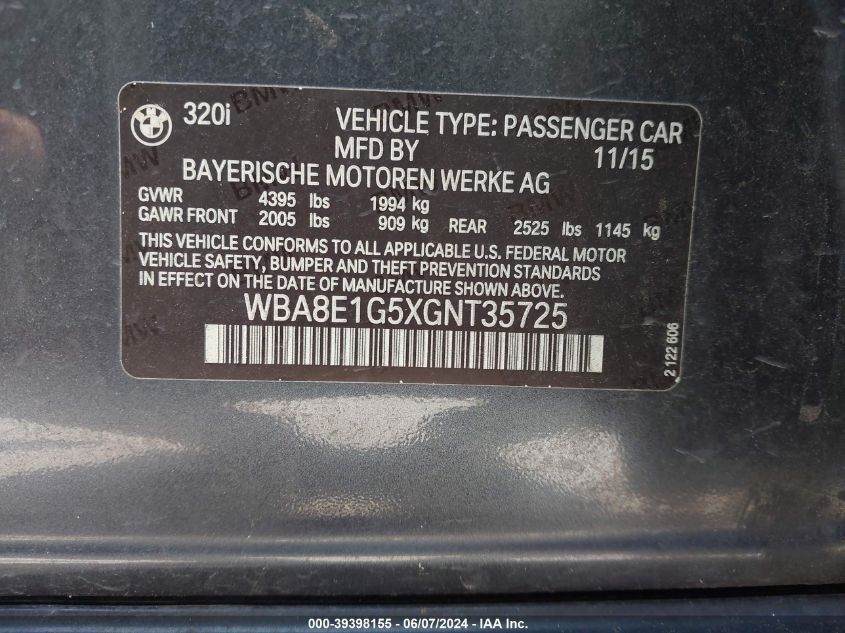 BMW 320i VEHICLE TYPE: PASSENGER CAR
MFD BY 11/15
BAYERISCHE MOTOREN WERKE AG
GVWR 4395 lbs 1994 kg
GAWR FRONT 2005 lbs 909 kg REAR 2525 lbs 1145 kg
THIS VEHICLE CONFORMS TO ALL APPLICABLE U.S. FEDERAL MOTOR
VEHICLE SAFETY, BUMPER AND THEFT PREVENTION STANDARDS
IN EFFECT ON THE DATE OF MANUFACTURE SHOWN ABOVE.
WBA8E1G5XGNT35725
2 122 606
000-39398155 - 06/07/2024 - IAAI.COM